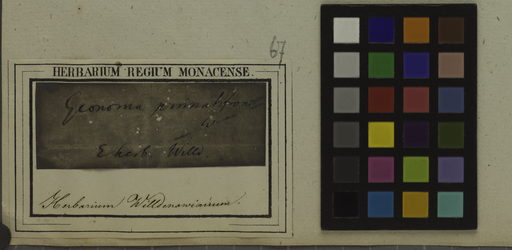 67
HERBARIUM REGIUM MONACENSE.
Geonoma pinnatifrons
W
E herb. Willd
Herbarium Willdenowianum.